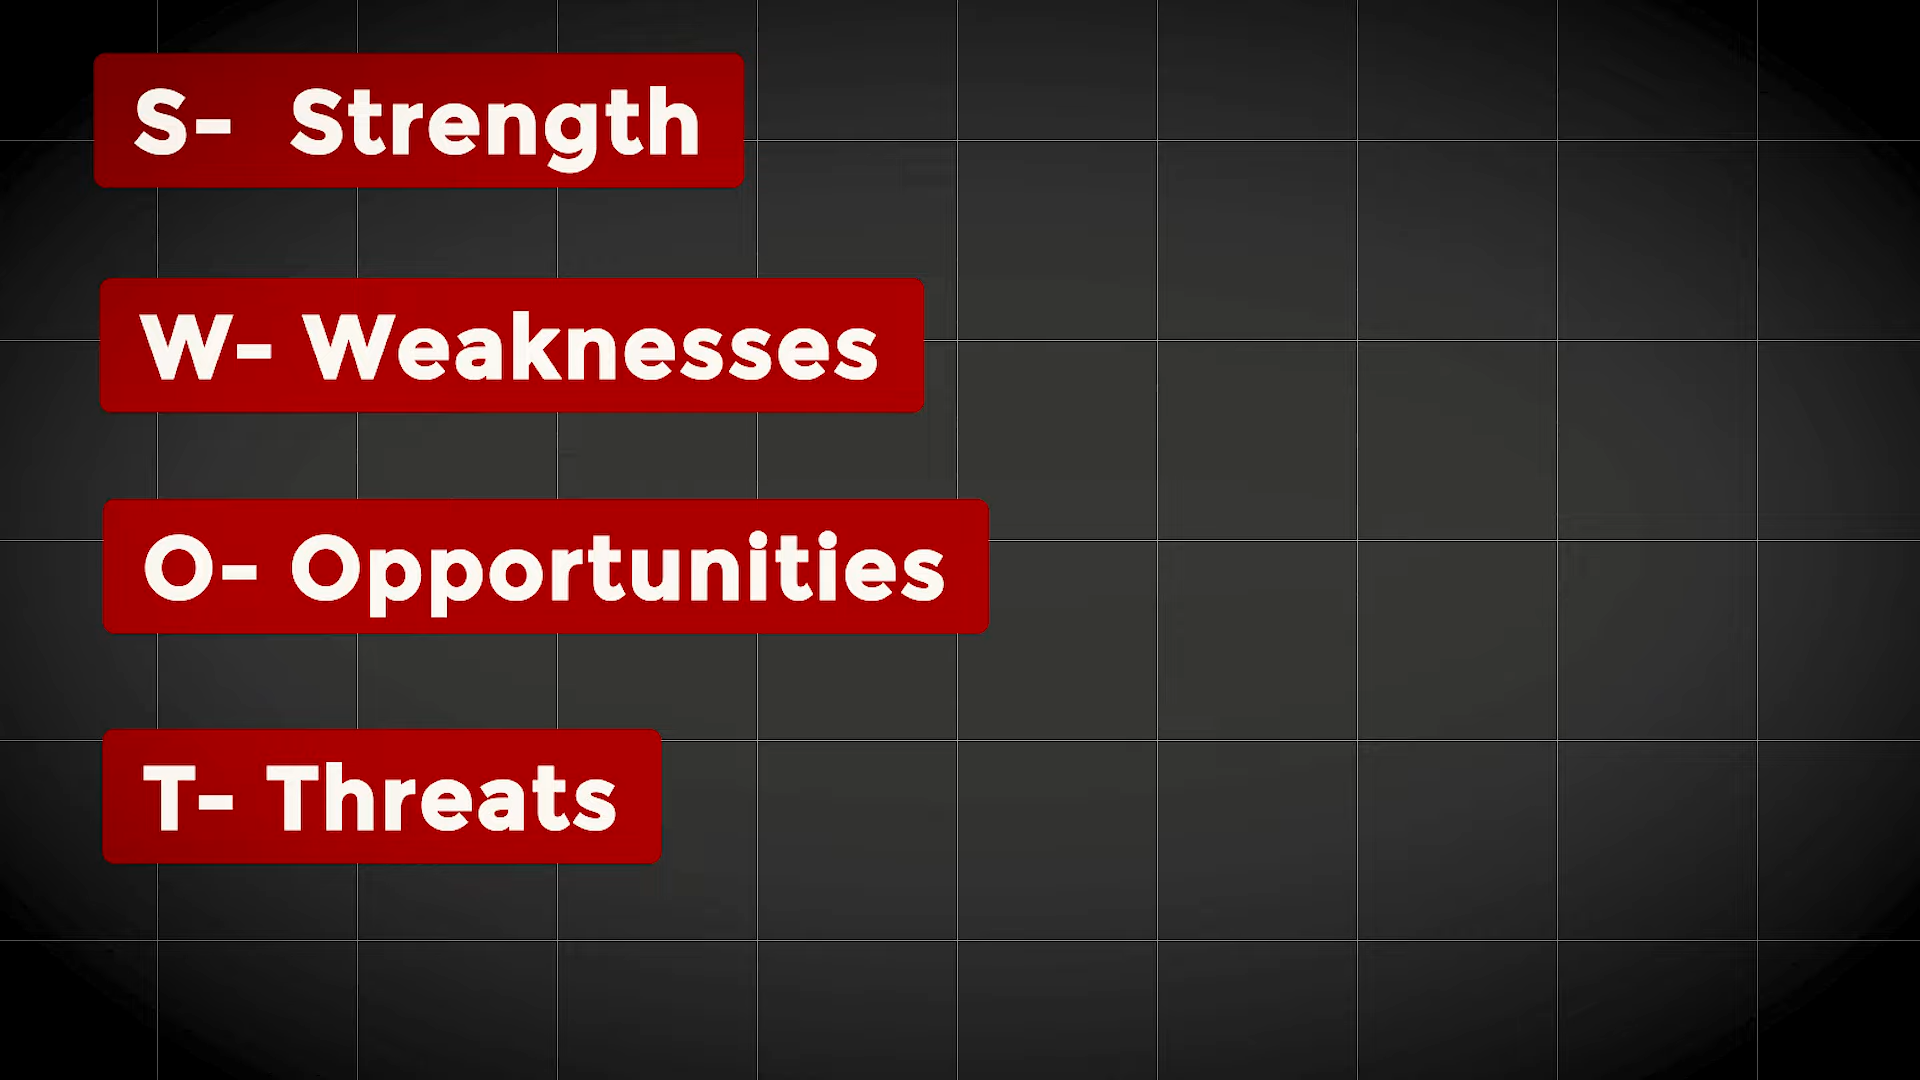 S- Strength
W- Weaknesses
O- Opportunities
T- Threats